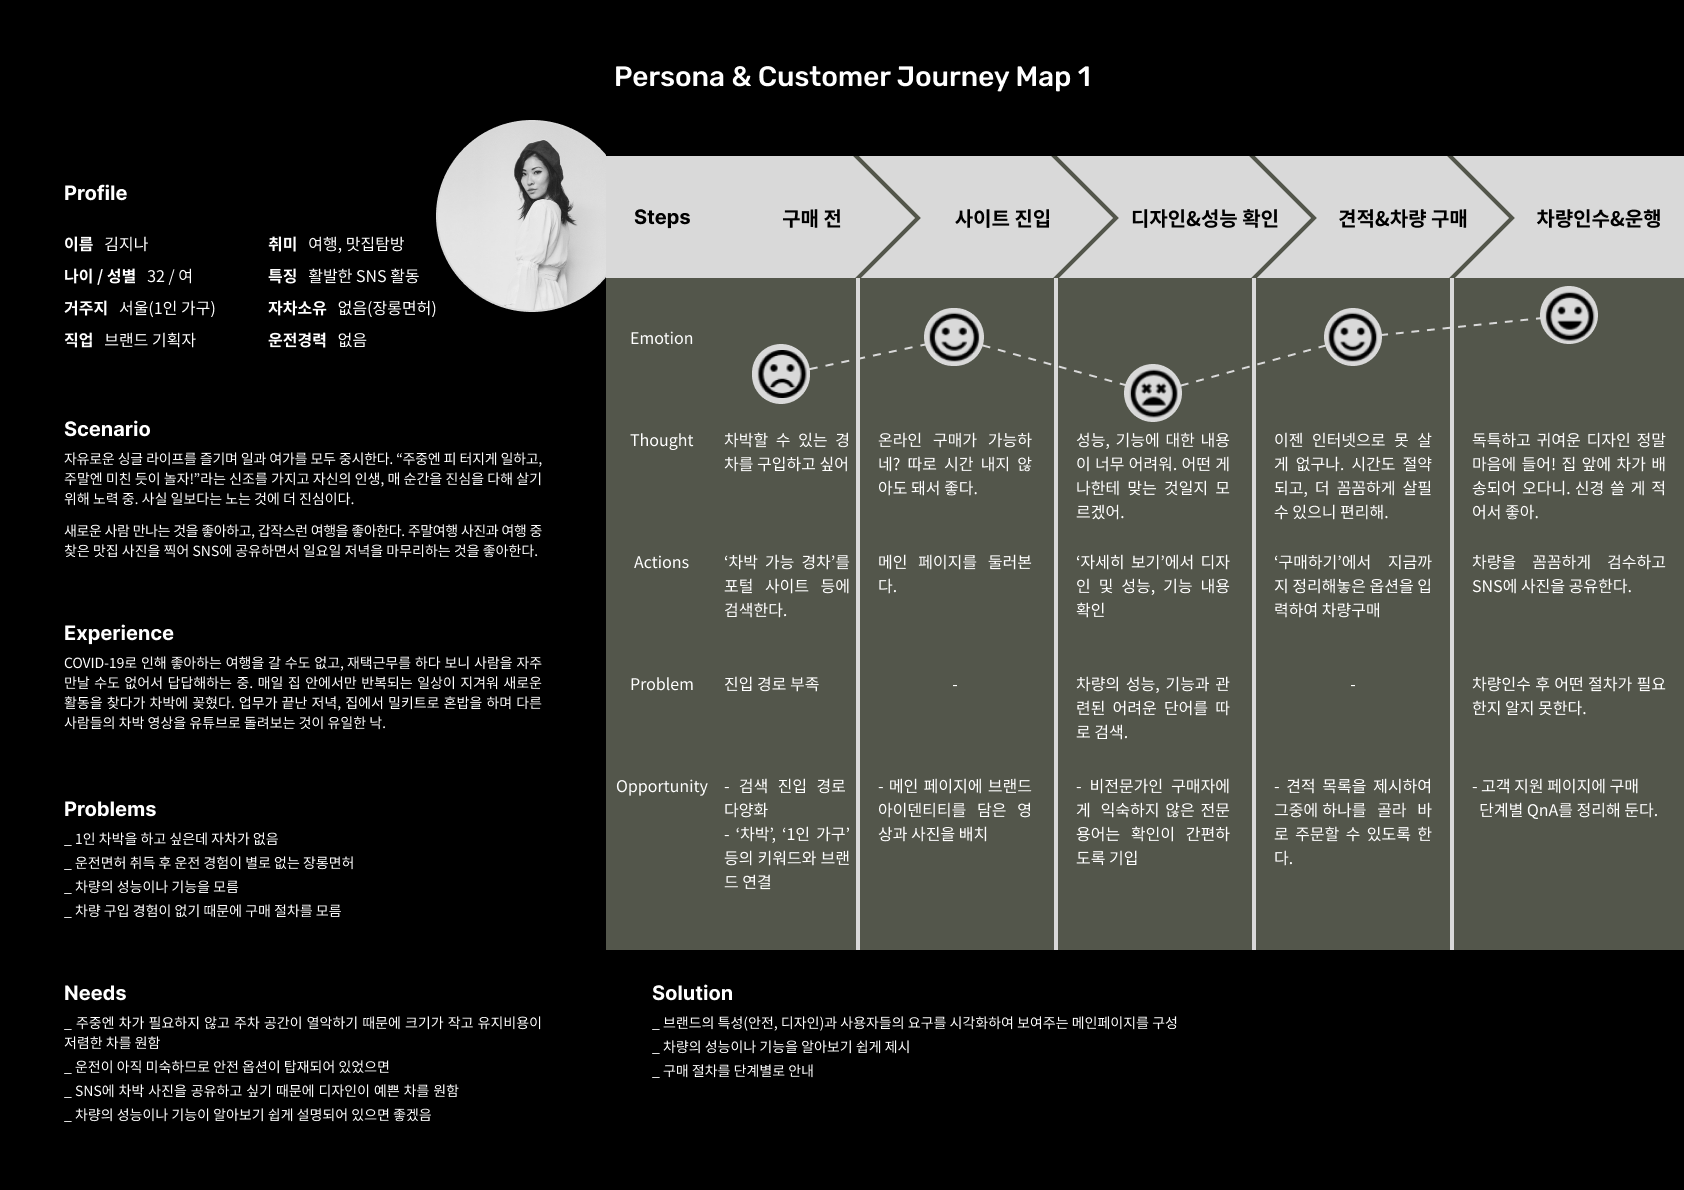 Persona & Customer Journey Map 1
Profile
이름 김지나
취미 여행, 맛집탐방
나이 / 성별 32 / 여
특징 활발한 SNS 활동
거주지 서울(1인 가구)
자차소유 없음(장롱면허)
직업 브랜드 기획자
운전경력 없음
Scenario
자유로운 싱글 라이프를 즐기며 일과 여가를 모두 중시한다. “주중엔 피 터지게 일하고,
주말엔 미친 듯이 놀자!”라는 신조를 가지고 자신의 인생, 매 순간을 진심을 다해 살기
위해 노력 중. 사실 일보다는 노는 것에 더 진심이다.
새로운 사람 만나는 것을 좋아하고, 갑작스런 여행을 좋아한다. 주말여행 사진과 여행 중
찾은 맛집 사진을 찍어 SNS에 공유하면서 일요일 저녁을 마무리하는 것을 좋아한다.
Experience
COVID-19로 인해 좋아하는 여행을 갈 수도 없고, 재택근무를 하다 보니 사람을 자주
만날 수도 없어서 답답해하는 중. 매일 집 안에서만 반복되는 일상이 지겨워 새로운
활동을 찾다가 차박에 꽂혔다. 업무가 끝난 저녁, 집에서 밀키트로 혼밥을 하며 다른
사람들의 차박 영상을 유튜브로 돌려보는 것이 유일한 낙.
Problems
_ 1인 차박을 하고 싶은데 자차가 없음
_ 운전면허 취득 후 운전 경험이 별로 없는 장롱면허
_ 차량의 성능이나 기능을 모름
_ 차량 구입 경험이 없기 때문에 구매 절차를 모름
Needs
_ 주중엔 차가 필요하지 않고 주차 공간이 열악하기 때문에 크기가 작고 유지비용이
저렴한 차를 원함
_ 운전이 아직 미숙하므로 안전 옵션이 탑재되어 있었으면
_ SNS에 차박 사진을 공유하고 싶기 때문에 디자인이 예쁜 차를 원함
_ 차량의 성능이나 기능이 알아보기 쉽게 설명되어 있으면 좋겠음
Steps
구매 전
사이트 진입
디자인&성능 확인
견적&차량 구매
차량인수&운행
Emotion
Thought
차박할 수 있는 경
차를 구입하고 싶어
온라인 구매가 가능하
네? 따로 시간 내지 않
아도 돼서 좋다.
성능, 기능에 대한 내용
이 너무 어려워. 어떤 게
나한테 맞는 것일지 모
르겠어.
이젠 인터넷으로 못 살
게 없구나. 시간도 절약
되고, 더 꼼꼼하게 살필
수 있으니 편리해.
독특하고 귀여운 디자인 정말
마음에 들어! 집 앞에 차가 배
송되어 오다니. 신경 쓸 게 적
어서 좋아.
Actions
‘차박 가능 경차’를
포털 사이트 등에
검색한다.
메인 페이지를 둘러본
다.
‘자세히 보기’에서 디자
인 및 성능, 기능 내용
확인
‘구매하기’에서 지금까
지 정리해놓은 옵션을 입
력하여 차량구매
차량을 꼼꼼하게 검수하고
SNS에 사진을 공유한다.
Problem
진입 경로 부족
-
차량의 성능, 기능과 관
련된 어려운 단어를 따
로 검색.
-
차량인수 후 어떤 절차가 필요
한지 알지 못한다.
Opportunity
- 검색 진입 경로
다양화
- ‘차박’, ‘1인 가구’
등의 키워드와 브랜
드 연결
- 메인 페이지에 브랜드
아이덴티티를 담은 영
상과 사진을 배치
- 비전문가인 구매자에
게 익숙하지 않은 전문
용어는 확인이 간편하
도록 기입
- 견적 목록을 제시하여
그중에 하나를 골라 바
로 주문할 수 있도록 한
다.
- 고객 지원 페이지에 구매
단계별 QnA를 정리해 둔다.
Solution
_ 브랜드의 특성(안전, 디자인)과 사용자들의 요구를 시각화하여 보여주는 메인페이지를 구성
_ 차량의 성능이나 기능을 알아보기 쉽게 제시
_ 구매 절차를 단계별로 안내